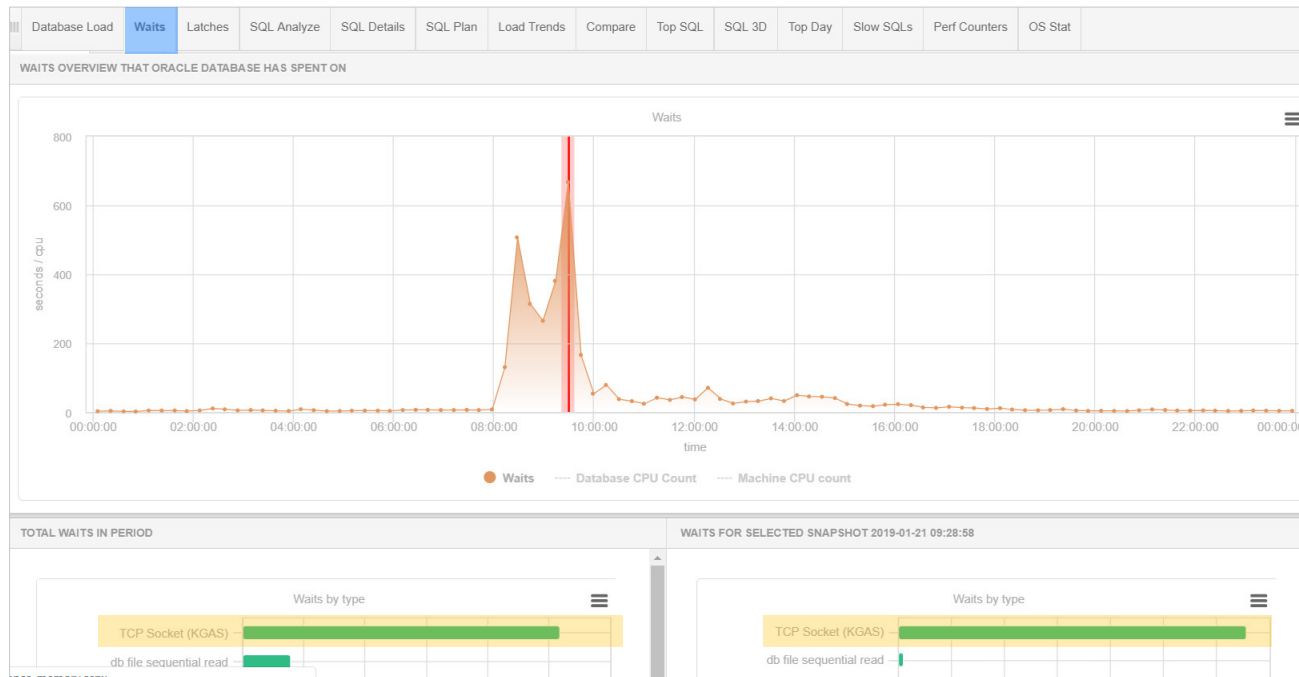 Database Load Waits Latches SQL Analyze SQL Details SQL Plan Load Trends Compare Top SQL SQL 3D Top Day Slow SQLs Perf Counters OS Stat
WAITS OVERVIEW THAT ORACLE DATABASE HAS SPENT ON
Waits
800
600
400
200
0
seconds / cpu
00:00:00 02:00:00 04:00:00 06:00:00 08:00:00 10:00:00 12:00:00 14:00:00 16:00:00 18:00:00 20:00:00 22:00:00 00:00:0
time
Waits Database CPU Count Machine CPU count
TOTAL WAITS IN PERIOD
Waits by type
TCP Socket (KGAS)
db file sequential read
WAITS FOR SELECTED SNAPSHOT 2019-01-21 09:28:58
Waits by type
TCP Socket (KGAS)
db file sequential read